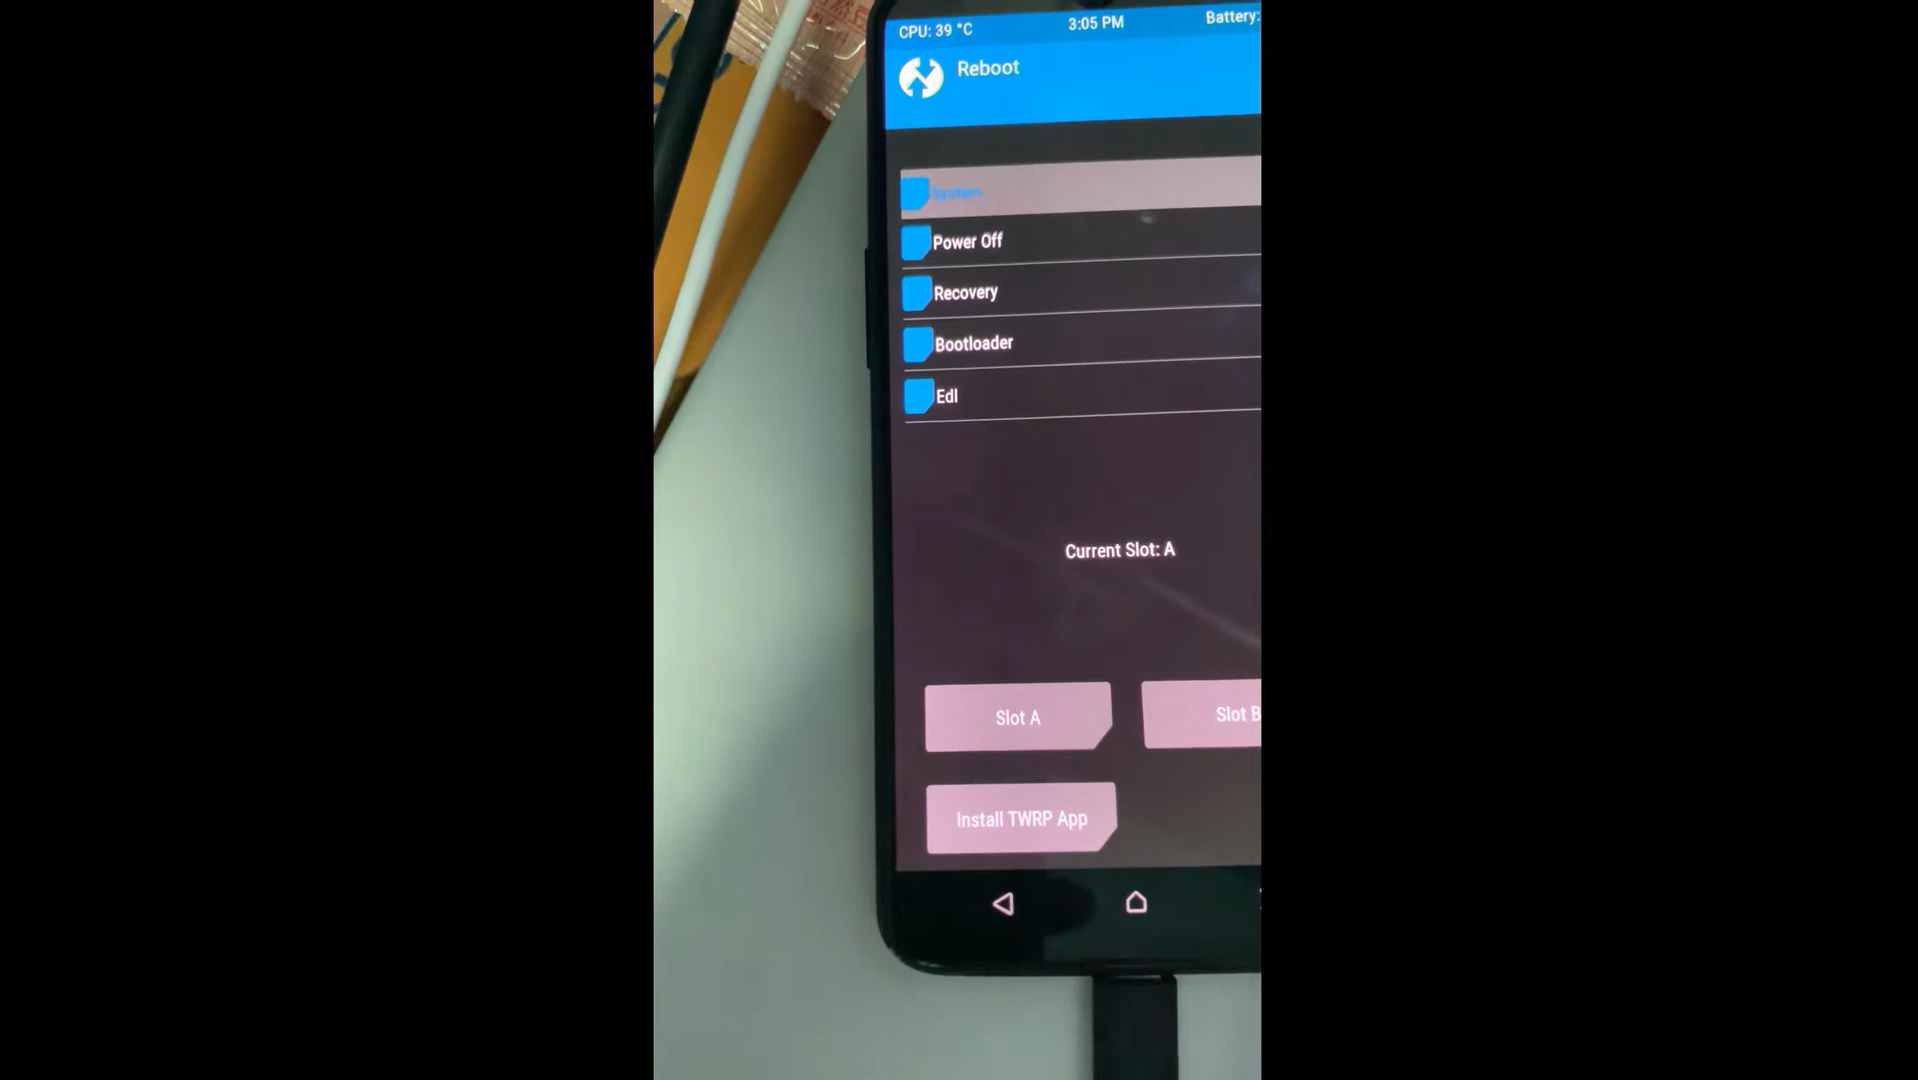 CPU: 39 °C 3:05 PM Battery:
Reboot
System
Power Off
Recovery
Bootloader
Edl
Current Slot: A
Slot A Slot B
Install TWRP App